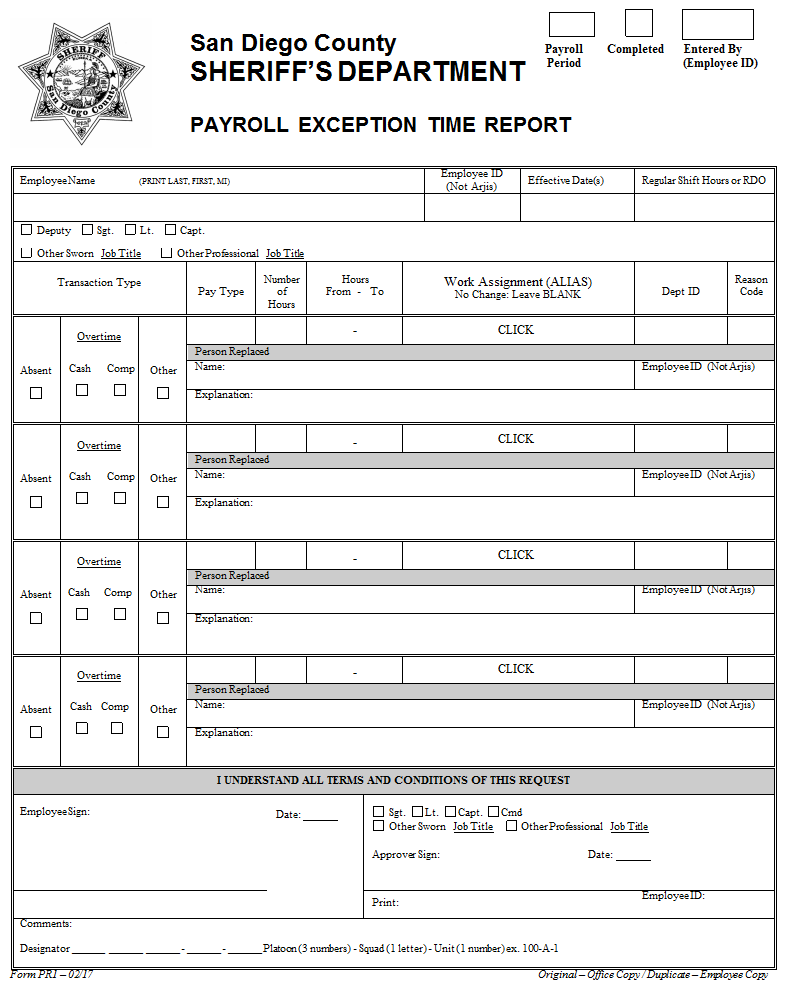 SHERIFF
San Diego County
San Diego County
SHERIFF'S DEPARTMENT
PAYROLL EXCEPTION TIME REPORT
Payroll Period
Completed
Entered By (Employee ID)
Employee Name (PRINT LAST, FIRST, MI)
Employee ID (Not Arjis)
Effective Date(s)
Regular Shift Hours or RDO
Deputy Sgt. Lt. Capt.
Other Sworn Job Title Other Professional Job Title
Transaction Type
Pay Type
Number of Hours
Hours From - To
Work Assignment (ALIAS)
No Change: Leave BLANK
Dept ID
Reason Code
Absent
Overtime
Cash Comp
Other
- CLICK
Person Replaced
Name: Employee ID (Not Arjis)
Explanation:
Absent
Overtime
Cash Comp
Other
- CLICK
Person Replaced
Name: Employee ID (Not Arjis)
Explanation:
Absent
Overtime
Cash Comp
Other
- CLICK
Person Replaced
Name: Employee ID (Not Arjis)
Explanation:
Absent
Overtime
Cash Comp
Other
- CLICK
Person Replaced
Name: Employee ID (Not Arjis)
Explanation:
I UNDERSTAND ALL TERMS AND CONDITIONS OF THIS REQUEST
Employee Sign: Date: ______
Sgt. Lt. Capt. Cmd
Other Sworn Job Title Other Professional Job Title
Approver Sign: Date: ______
Print: Employee ID:
Comments:
Designator ______ ______ ______ - ______ - ______ Platoon (3 numbers) - Squad (1 letter) - Unit (1 number) ex. 100-A-1
Form PR1 – 02/17 Original – Office Copy / Duplicate – Employee Copy